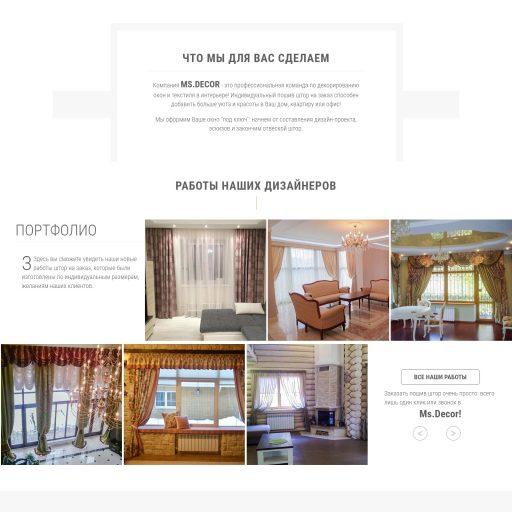 ЧТО МЫ ДЛЯ ВАС СДЕЛАЕМ
Компания MS.DECOR - это профессиональная команда по декорированию
окон и текстиля в интерьере! Индивидуальный пошив штор на заказ способен
добавить больше уюта и красоты в Ваш дом, квартиру или офис!
Мы оформим Ваше окно "под ключ": начнем от составления дизайн-проекта,
эскизов и закончим отвеской штор.
РАБОТЫ НАШИХ ДИЗАЙНЕРОВ
ПОРТФОЛИО
З Здесь вы сможете увидеть наши новые
работы штор на заказ, которые были
изготовлены по индивидуальным размерам,
желаниям наших клиентов.
ВСЕ НАШИ РАБОТЫ
Заказать пошив штор очень просто: всего
лишь один клик или звонок в
Ms.Decor!
< >